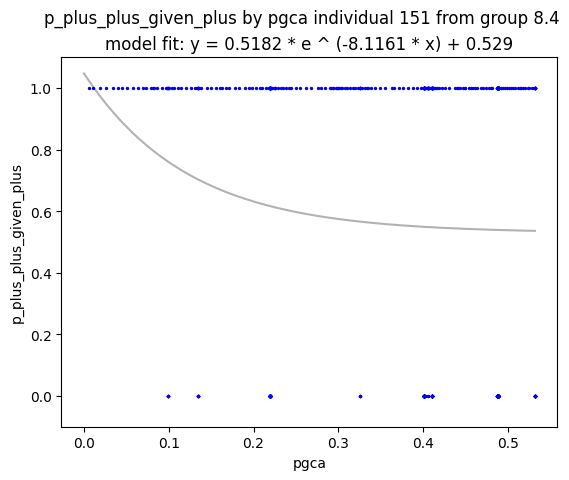 p_plus_plus_given_plus by pgca individual 151 from group 8.4
model fit: y = 0.5182 * e ^ (-8.1161 * x) + 0.529
1.0
0.8
0.6
0.4
0.2
0.0
p_plus_plus_given_plus
0.0 0.1 0.2 0.3 0.4 0.5
pgca